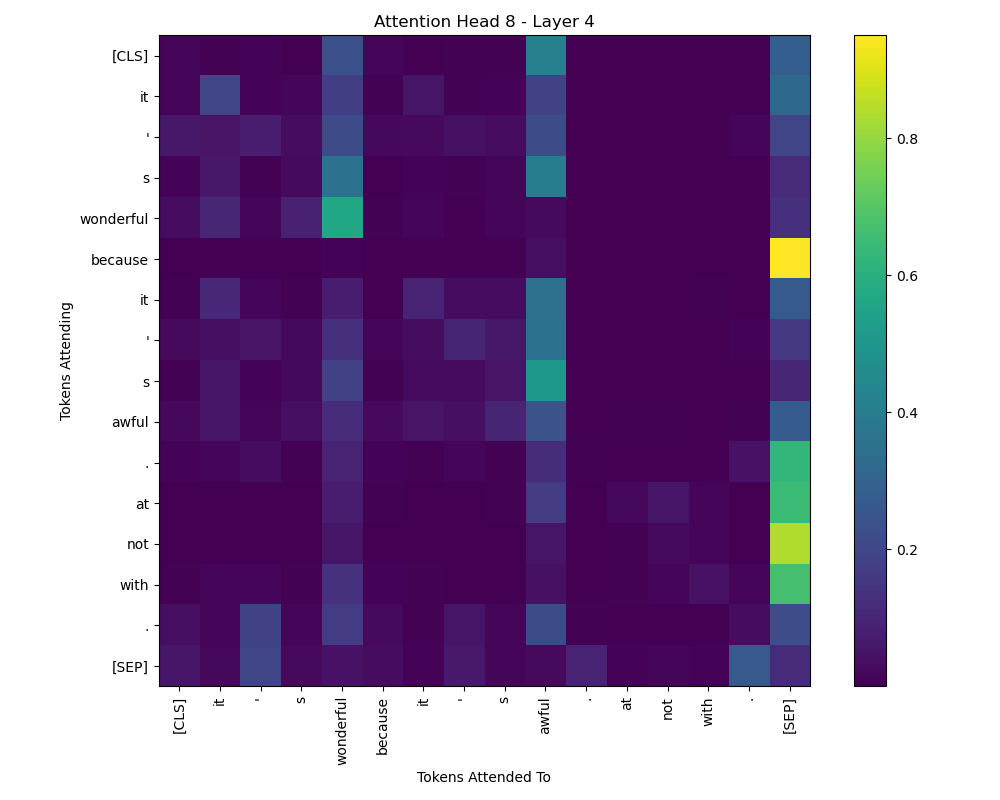 Attention Head 8 - Layer 4
[CLS]
it
'
s
wonderful
because
it
'
s
awful
.
at
not
with
.
[SEP]
Tokens Attending
[CLS]
it
'
s
wonderful
because
it
'
s
awful
.
at
not
with
.
[SEP]
Tokens Attended To
0.8
0.6
0.4
0.2